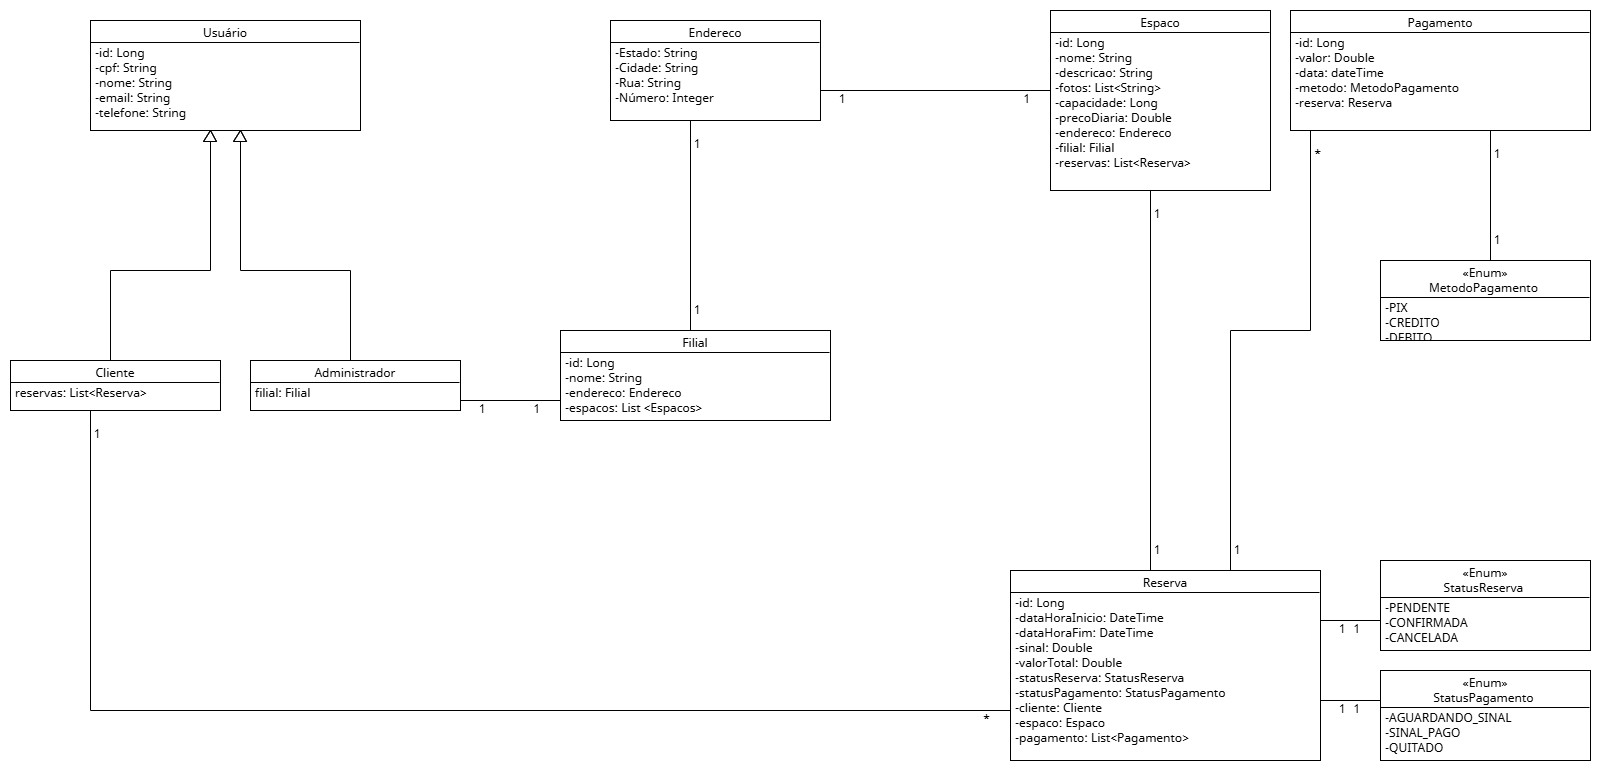 Usuário
-id: Long
-cpf: String
-nome: String
-email: String
-telefone: String
Endereco
-Estado: String
-Cidade: String
-Rua: String
-Número: Integer
1
1
Espaco
-id: Long
-nome: String
-descricao: String
-fotos: List<String>
-capacidade: Long
-precoDiaria: Double
-endereco: Endereco
-filial: Filial
-reservas: List<Reserva>
Pagamento
-id: Long
-valor: Double
-data: dateTime
-metodo: MetodoPagamento
-reserva: Reserva
1
1
*
1
1
1
«Enum»
MetodoPagamento
-PIX
-CREDITO
-DEBITO
Cliente
reservas: List<Reserva>
Administrador
filial: Filial
1
1
Filial
-id: Long
-nome: String
-endereco: Endereco
-espacos: List <Espacos>
1
*
1
1
Reserva
-id: Long
-dataHoraInicio: DateTime
-dataHoraFim: DateTime
-sinal: Double
-valorTotal: Double
-statusReserva: StatusReserva
-statusPagamento: StatusPagamento
-cliente: Cliente
-espaco: Espaco
-pagamento: List<Pagamento>
1 1
«Enum»
StatusReserva
-PENDENTE
-CONFIRMADA
-CANCELADA
1 1
«Enum»
StatusPagamento
-AGUARDANDO_SINAL
-SINAL_PAGO
-QUITADO